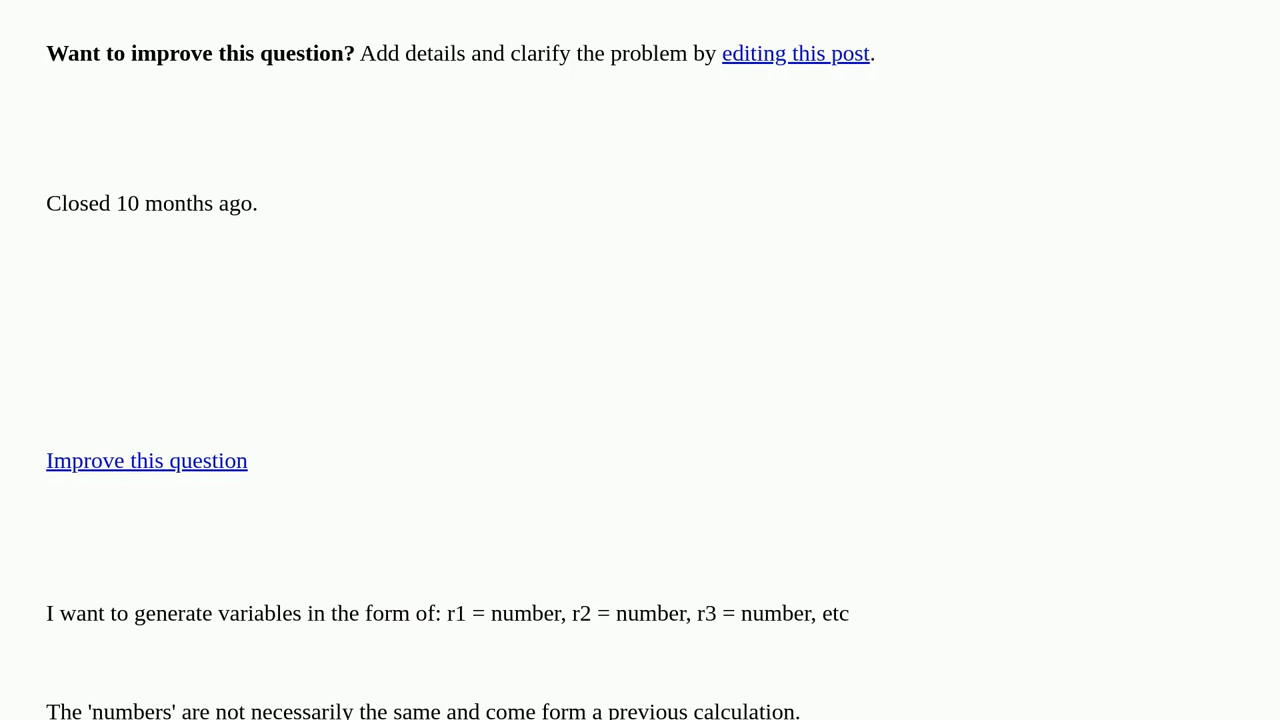 Want to improve this question? Add details and clarify the problem by editing this post.
Closed 10 months ago.
Improve this question
I want to generate variables in the form of: r1 = number, r2 = number, r3 = number, etc
The 'numbers' are not necessarily the same and come form a previous calculation.